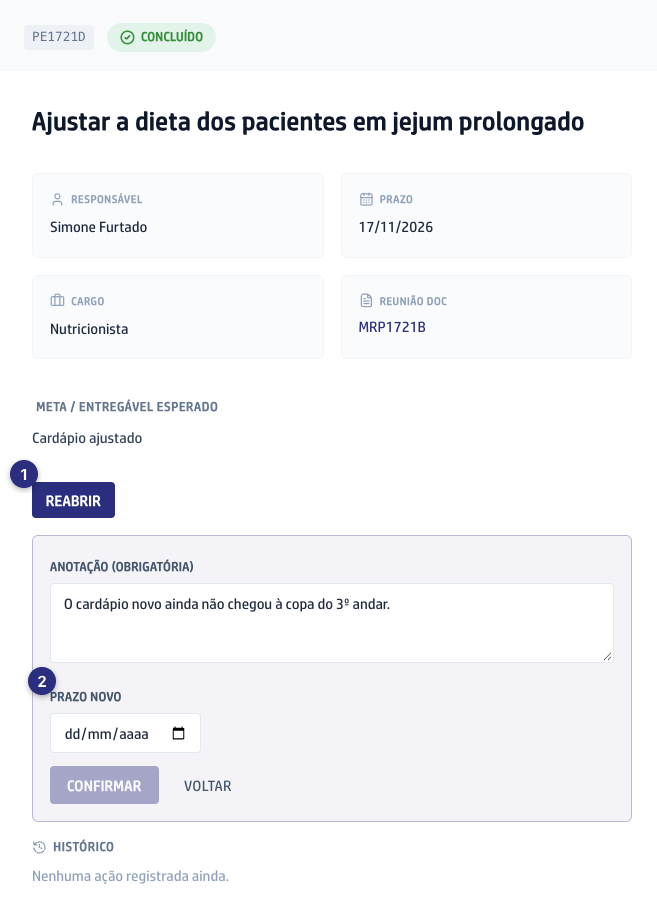 PE1721D
CONCLUÍDO
Ajustar a dieta dos pacientes em jejum prolongado
RESPONSÁVEL
Simone Furtado
PRAZO
17/11/2026
CARGO
Nutricionista
REUNIÃO DOC
MRP1721B
META / ENTREGÁVEL ESPERADO
Cardápio ajustado
1
REABRIR
ANOTAÇÃO (OBRIGATÓRIA)
O cardápio novo ainda não chegou à copa do 3º andar.
2
PRAZO NOVO
dd/mm/aaaa
CONFIRMAR
VOLTAR
HISTÓRICO
Nenhuma ação registrada ainda.